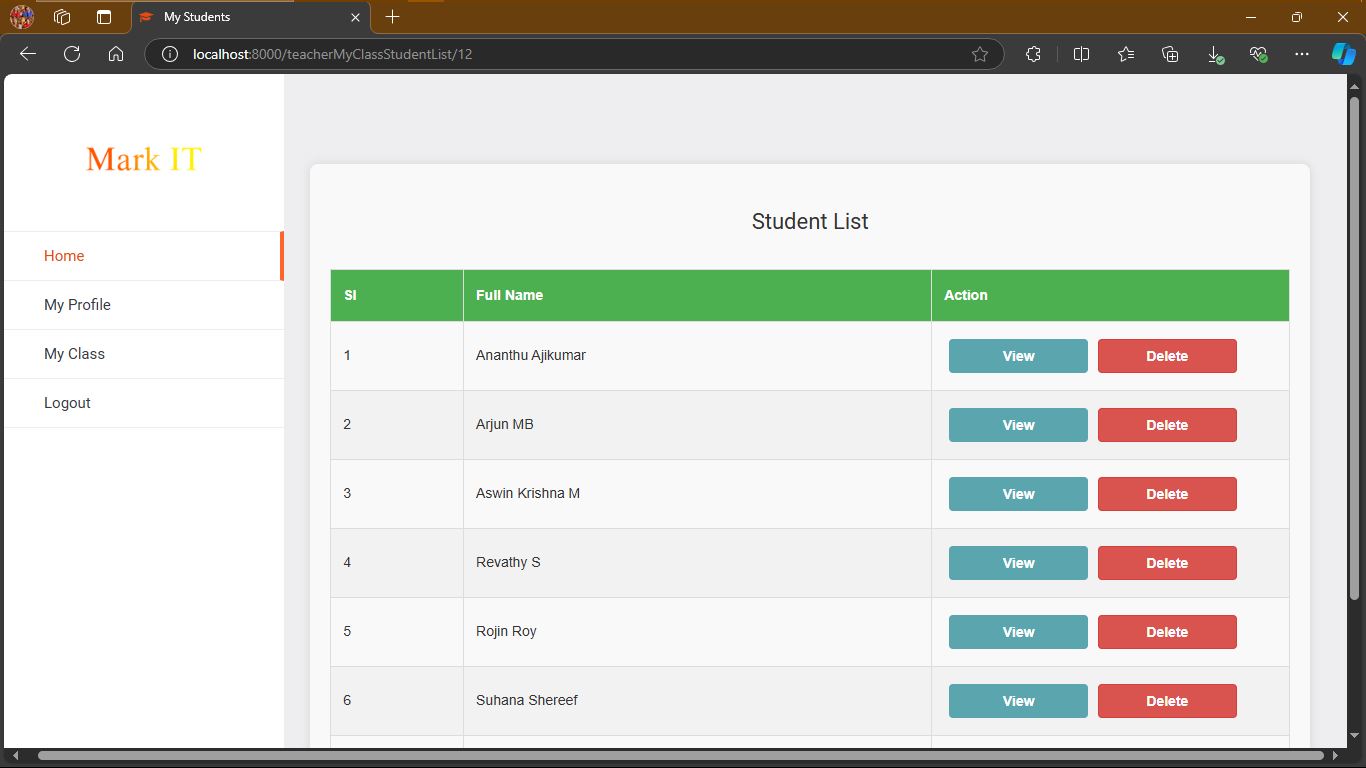 My Students
localhost:8000/teacherMyClassStudentList/12
Mark IT
Home
My Profile
My Class
Logout
Student List
Sl Full Name Action
1 Ananthu Ajikumar View Delete
2 Arjun MB View Delete
3 Aswin Krishna M View Delete
4 Revathy S View Delete
5 Rojin Roy View Delete
6 Suhana Shereef View Delete